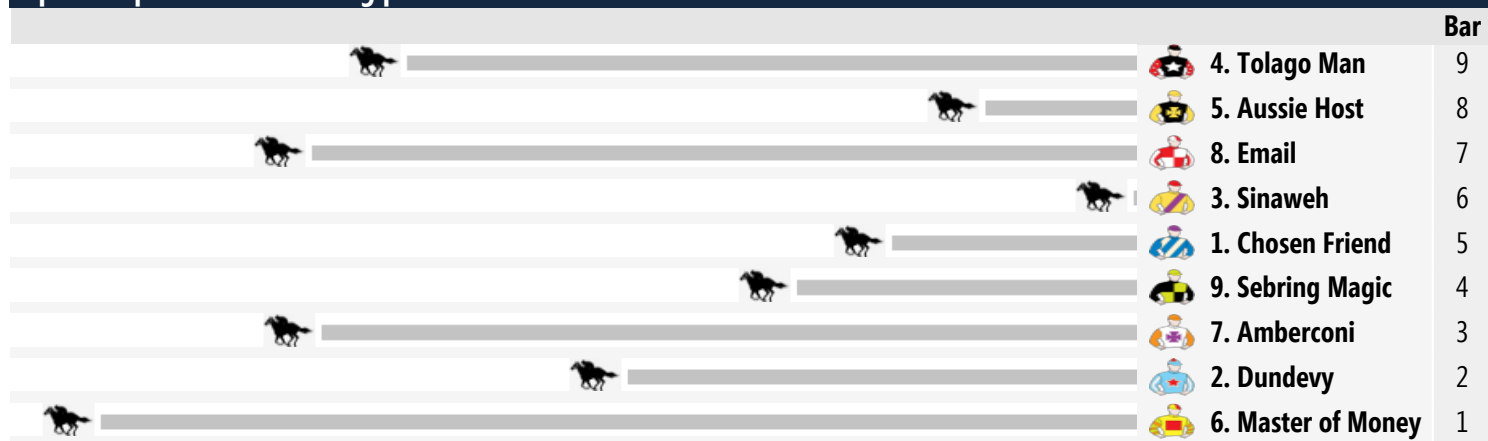 Bar
4. Tolago Man 9
5. Aussie Host 8
8. Email 7
3. Sinaweh 6
1. Chosen Friend 5
9. Sebring Magic 4
7. Amberconi 3
2. Dundevy 2
6. Master of Money 1